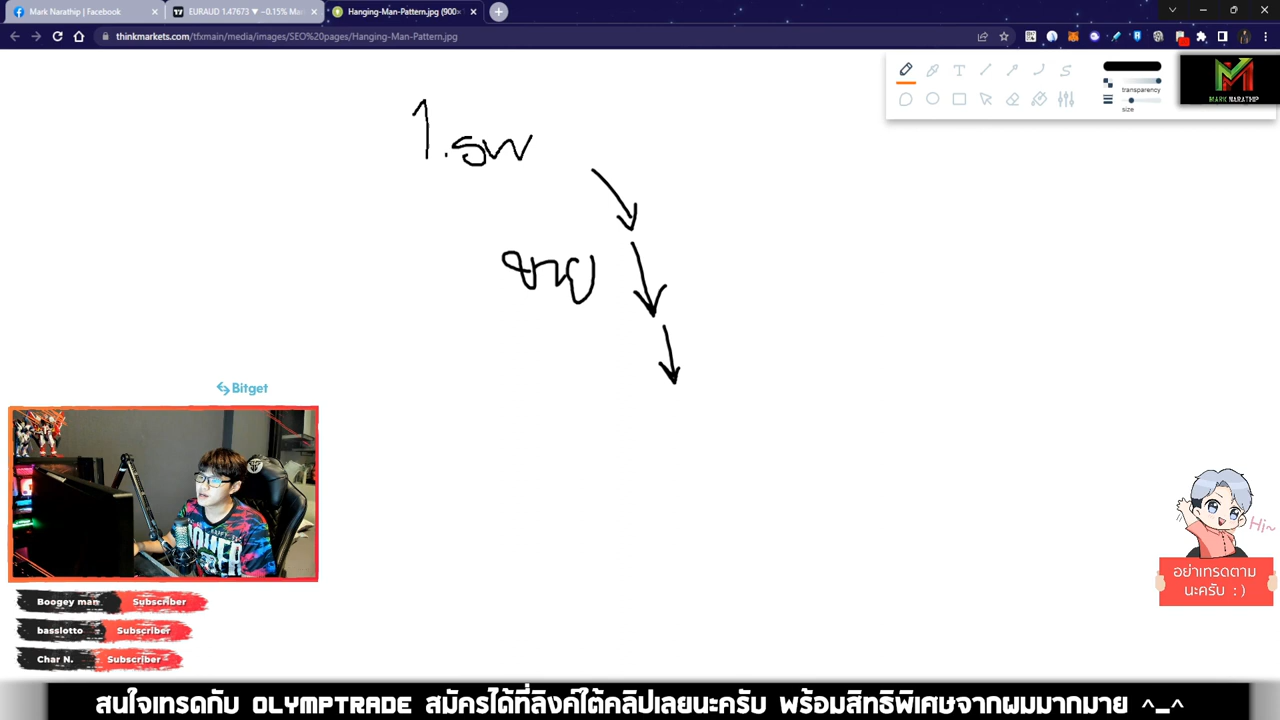 Mark Narathip | Facebook
EURAUD 1.47673 ▼ −0.15% Mar
Hanging-Man-Pattern.jpg (900×
thinkmarkets.com/tfxmain/media/images/SEO%20pages/Hanging-Man-Pattern.jpg
transparency
size
MARK NARATHIP
1.
ขาย
Bitget
Hi~
อย่าเทรดตาม
นะครับ : )
Boogey man Subscriber
basslotto Subscriber
Char N. Subscriber
สนใจเทรดกับ OLYMPTRADE สมัครได้ที่ลิงค์ใต้คลิปเลยนะครับ พร้อมสิทธิพิเศษจากผมมากมาย ^_^